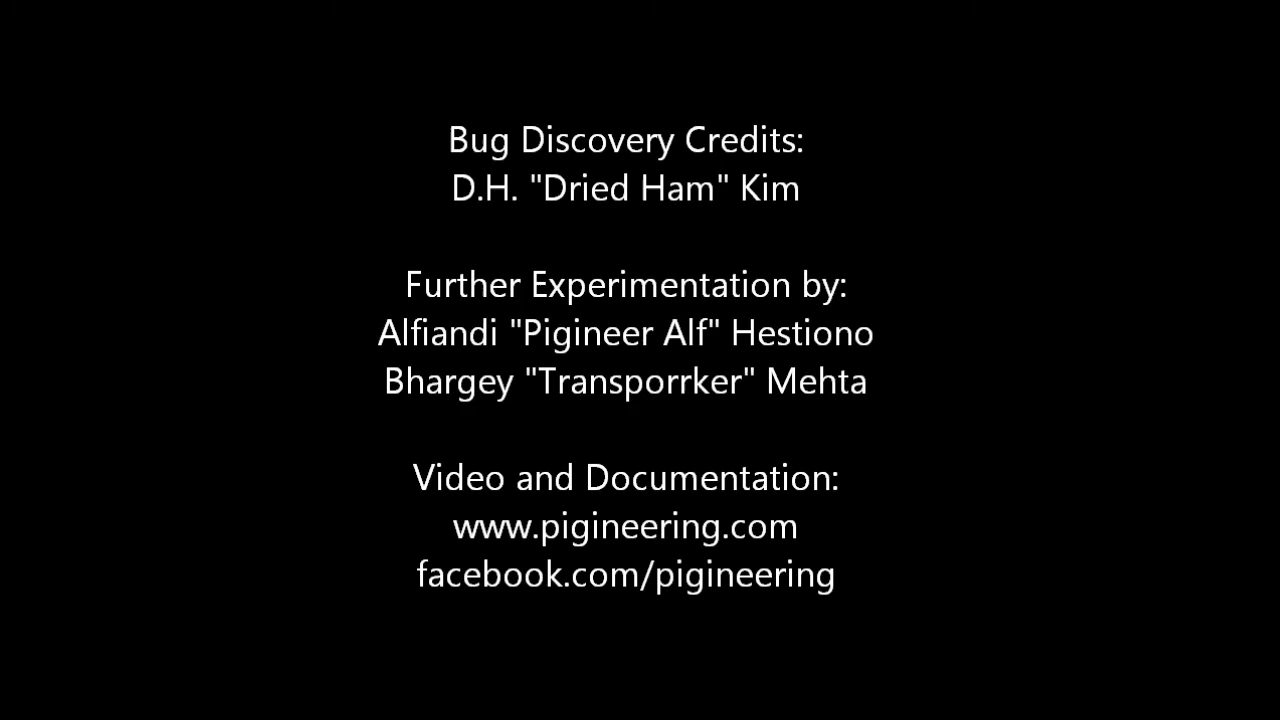 Bug Discovery Credits:
D.H. "Dried Ham" Kim
Further Experimentation by:
Alfiandi "Pigineer Alf" Hestiono
Bhargey "Transporrker" Mehta
Video and Documentation:
www.pigineering.com
facebook.com/pigineering